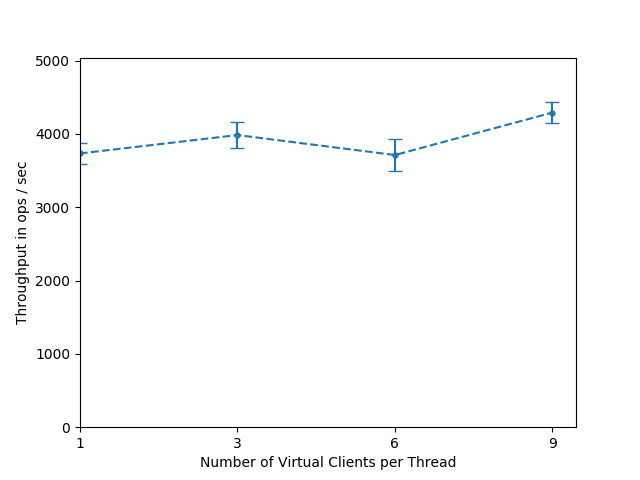 5000
4000
3000
2000
1000
0
Throughput in ops / sec
1 3 6 9
Number of Virtual Clients per Thread